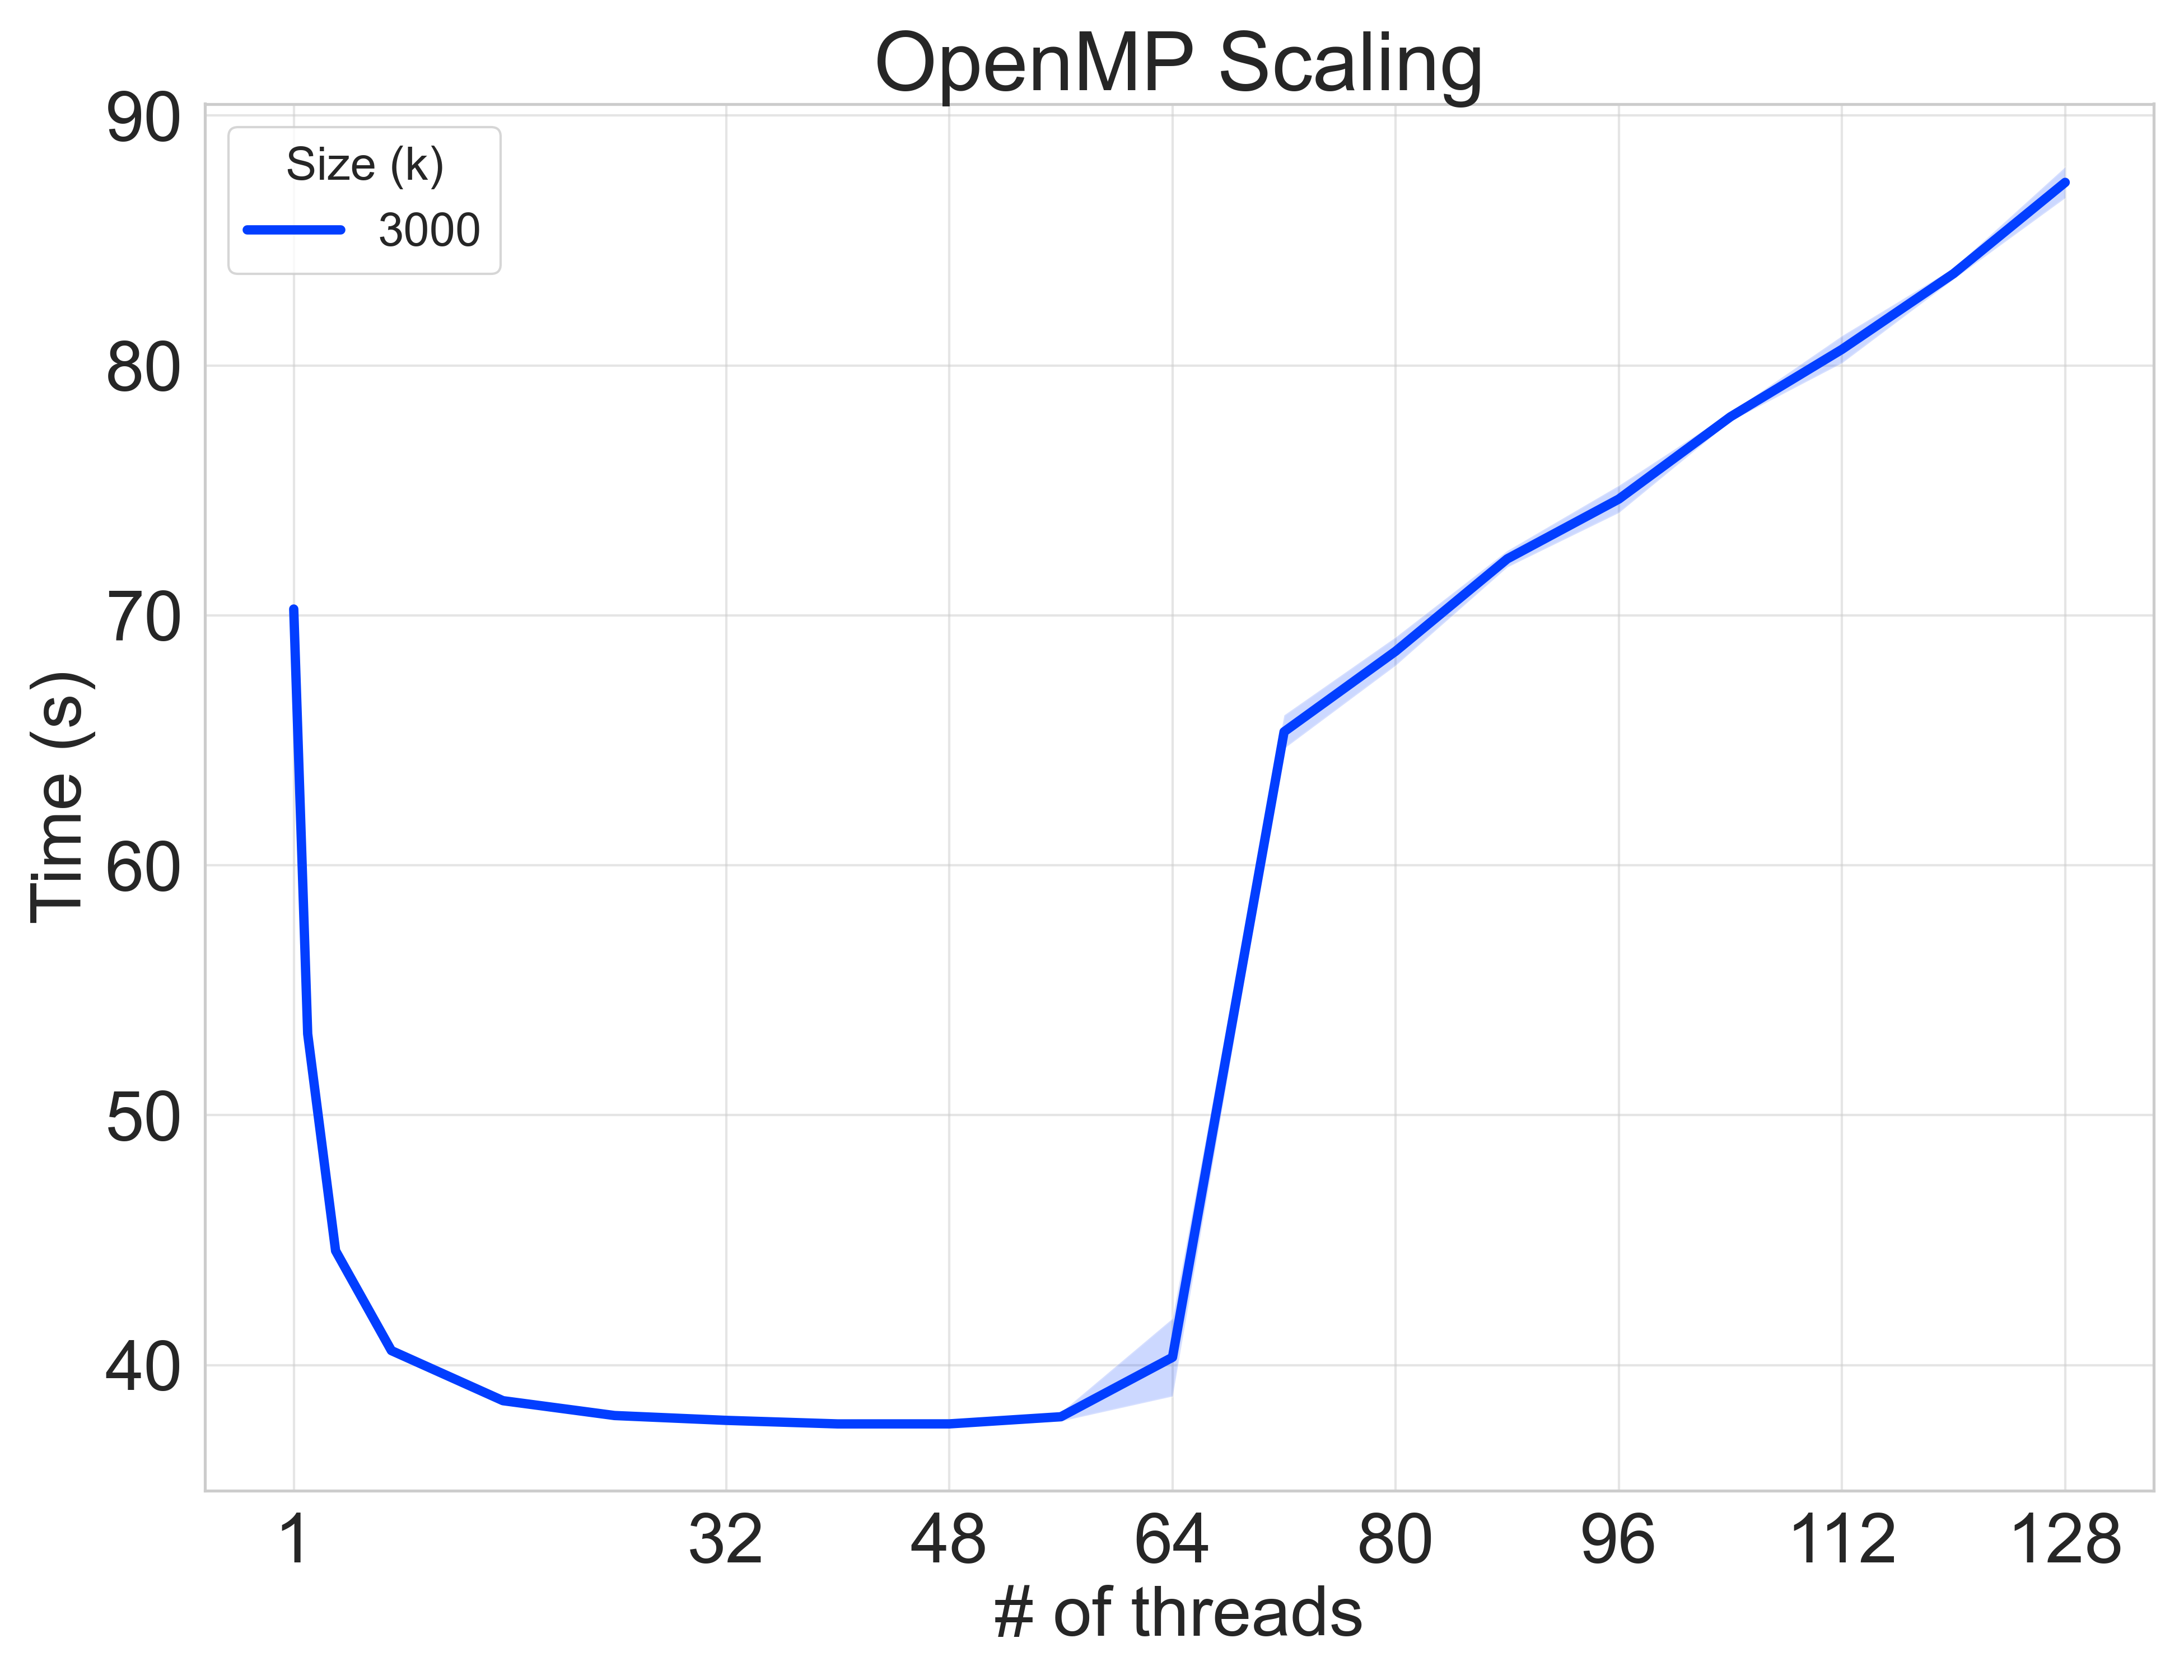 OpenMP Scaling
Size (k)
3000
90
80
70
60
50
40
Time (s)
1 32 48 64 80 96 112 128
# of threads